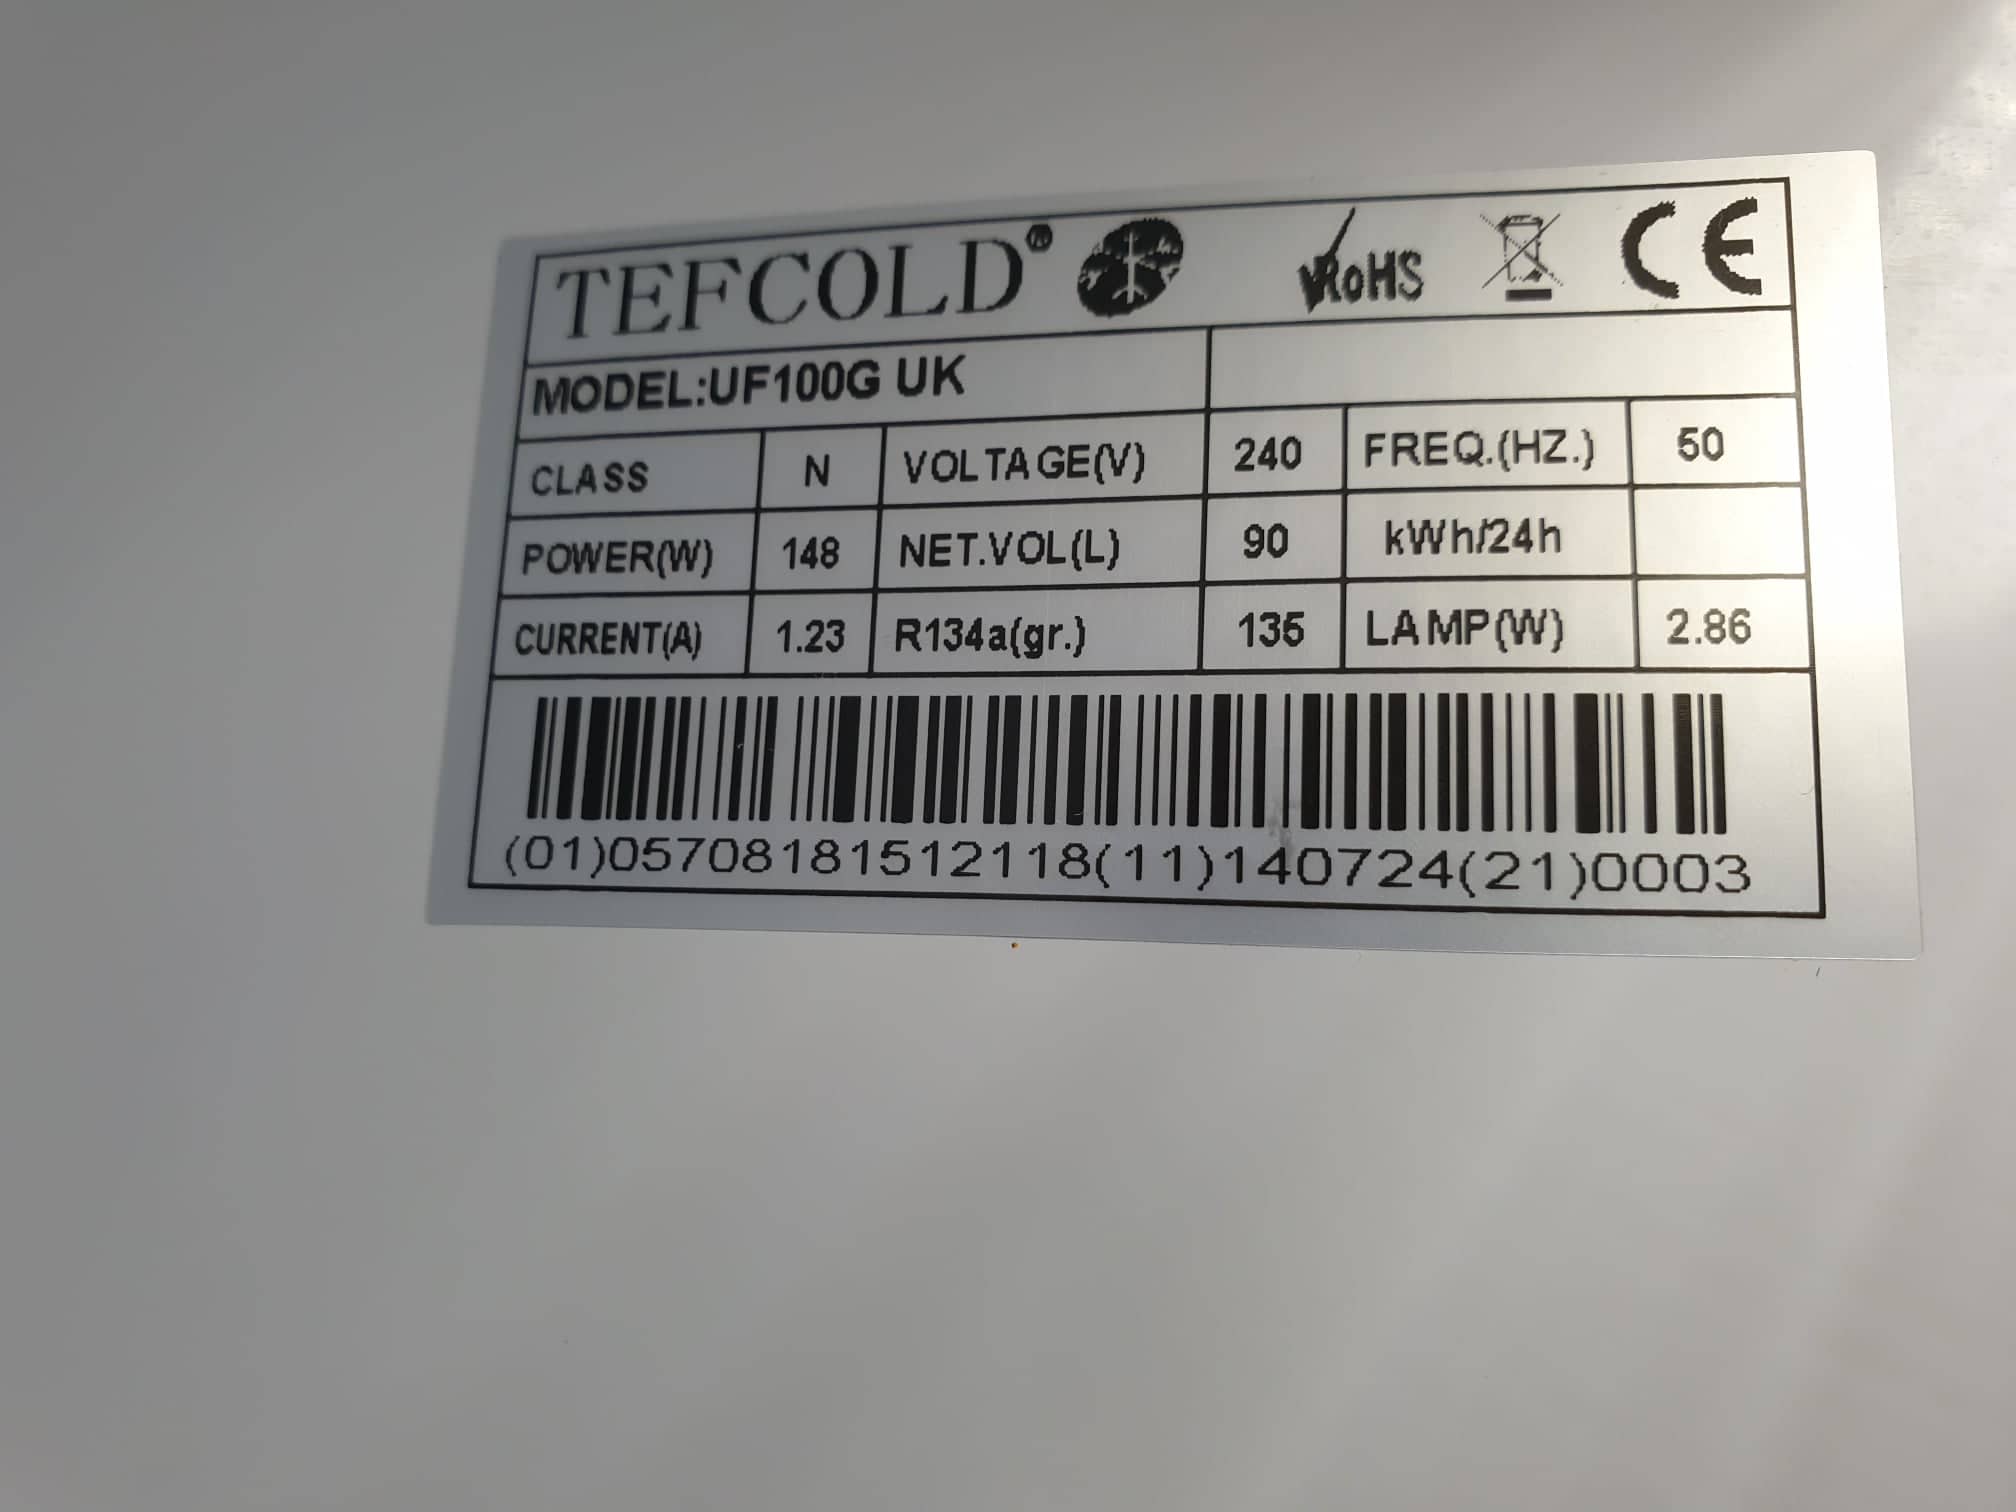 TEFCOLD® RoHS CE
MODEL:UF100G UK
CLASS N VOLTAGE(V) 240 FREQ.(HZ.) 50
POWER(W) 148 NET.VOL(L) 90 kWh/24h
CURRENT(A) 1.23 R134a(gr.) 135 LAMP(W) 2.86
(01)05708181512118(11)140724(21)0003